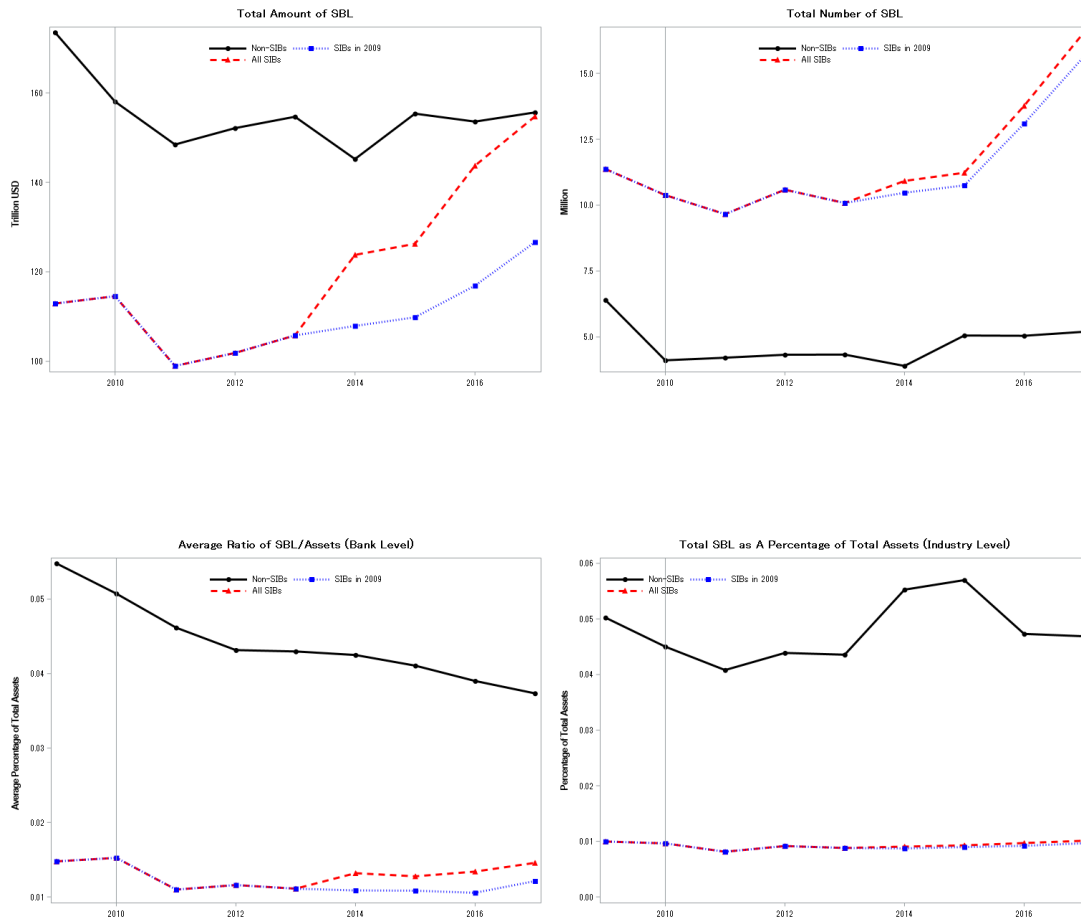 Total Amount of SBL
Non-SIBs
SIBs in 2009
All SIBs
160
140
120
100
Trillion USD
2010
2012
2014
2016
Total Number of SBL
Non-SIBs
SIBs in 2009
All SIBs
15.0
12.5
10.0
7.5
5.0
Million
2010
2012
2014
2016
Average Ratio of SBL/Assets (Bank Level)
Non-SIBs
SIBs in 2009
All SIBs
0.05
0.04
0.03
0.02
0.01
Average Percentage of Total Assets
2010
2012
2014
2016
Total SBL as A Percentage of Total Assets (Industry Level)
Non-SIBs
SIBs in 2009
All SIBs
0.06
0.05
0.04
0.03
0.02
0.01
0.00
Percentage of Total Assets
2010
2012
2014
2016